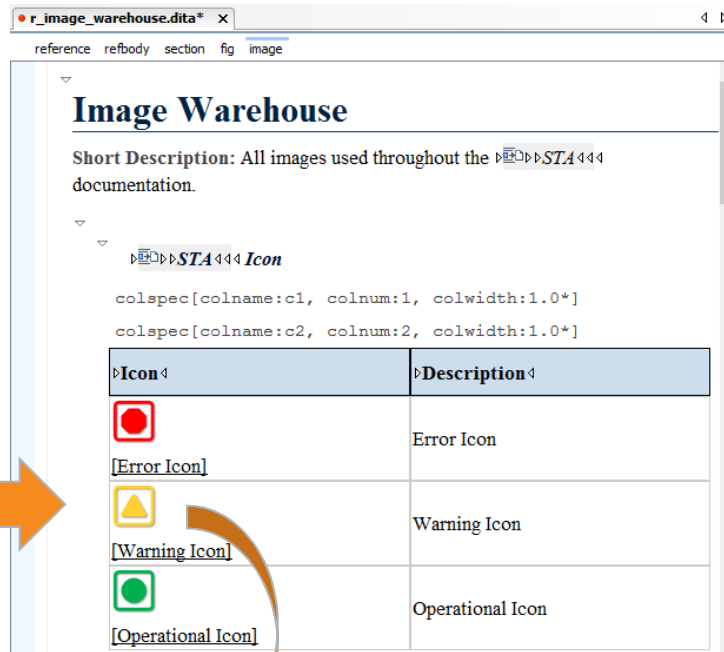 r_image_warehouse.dita* x
reference refbody section fig image
Image Warehouse
Short Description: All images used throughout the STA
documentation.
STA Icon
colspec[colname:c1, colnum:1, colwidth:1.0*]
colspec[colname:c2, colnum:2, colwidth:1.0*]
Icon Description
[Error Icon] Error Icon
[Warning Icon] Warning Icon
[Operational Icon] Operational Icon